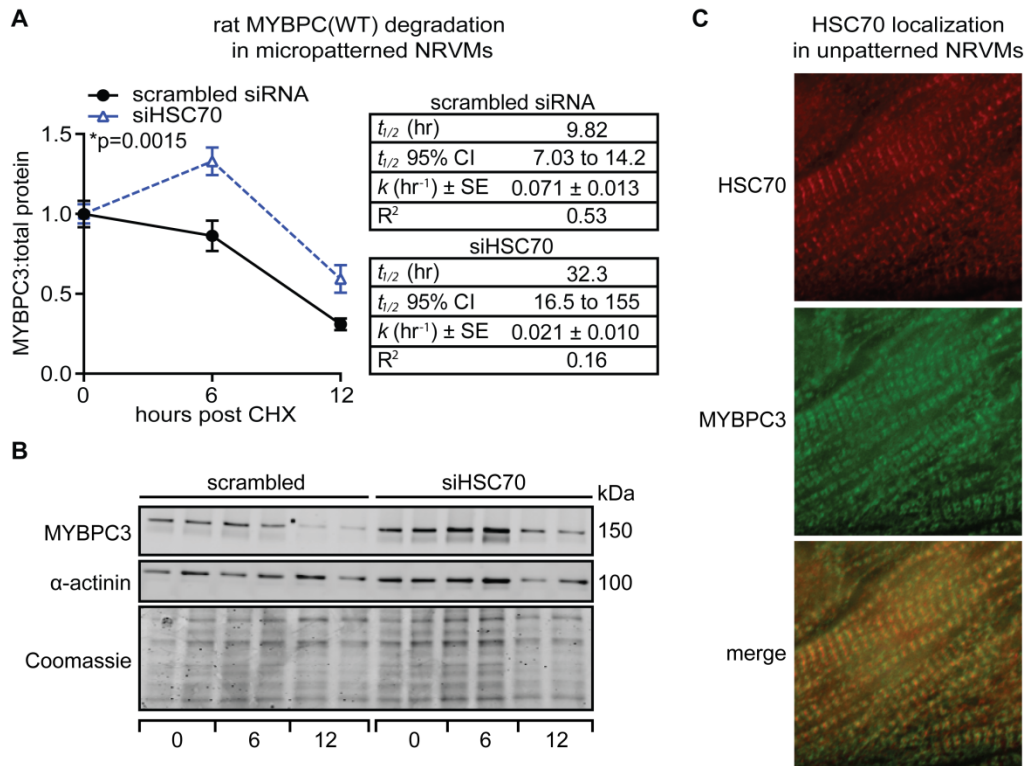 A
rat MYBPC(WT) degradation
in micropatterned NRVMs
scrambled siRNA
siHSC70
*p=0.0015
1.5
1.0
0.5
0.0
MYBPC3:total protein
0 6 12
hours post CHX
scrambled siRNA
t1/2 (hr) 9.82
t1/2 95% CI 7.03 to 14.2
k (hr-1) ± SE 0.071 ± 0.013
R2 0.53
siHSC70
t1/2 (hr) 32.3
t1/2 95% CI 16.5 to 155
k (hr-1) ± SE 0.021 ± 0.010
R2 0.16
B
scrambled siHSC70 kDa
MYBPC3 150
α-actinin 100
Coomassie
0 6 12 0 6 12
C
HSC70 localization
in unpatterned NRVMs
HSC70
MYBPC3
merge